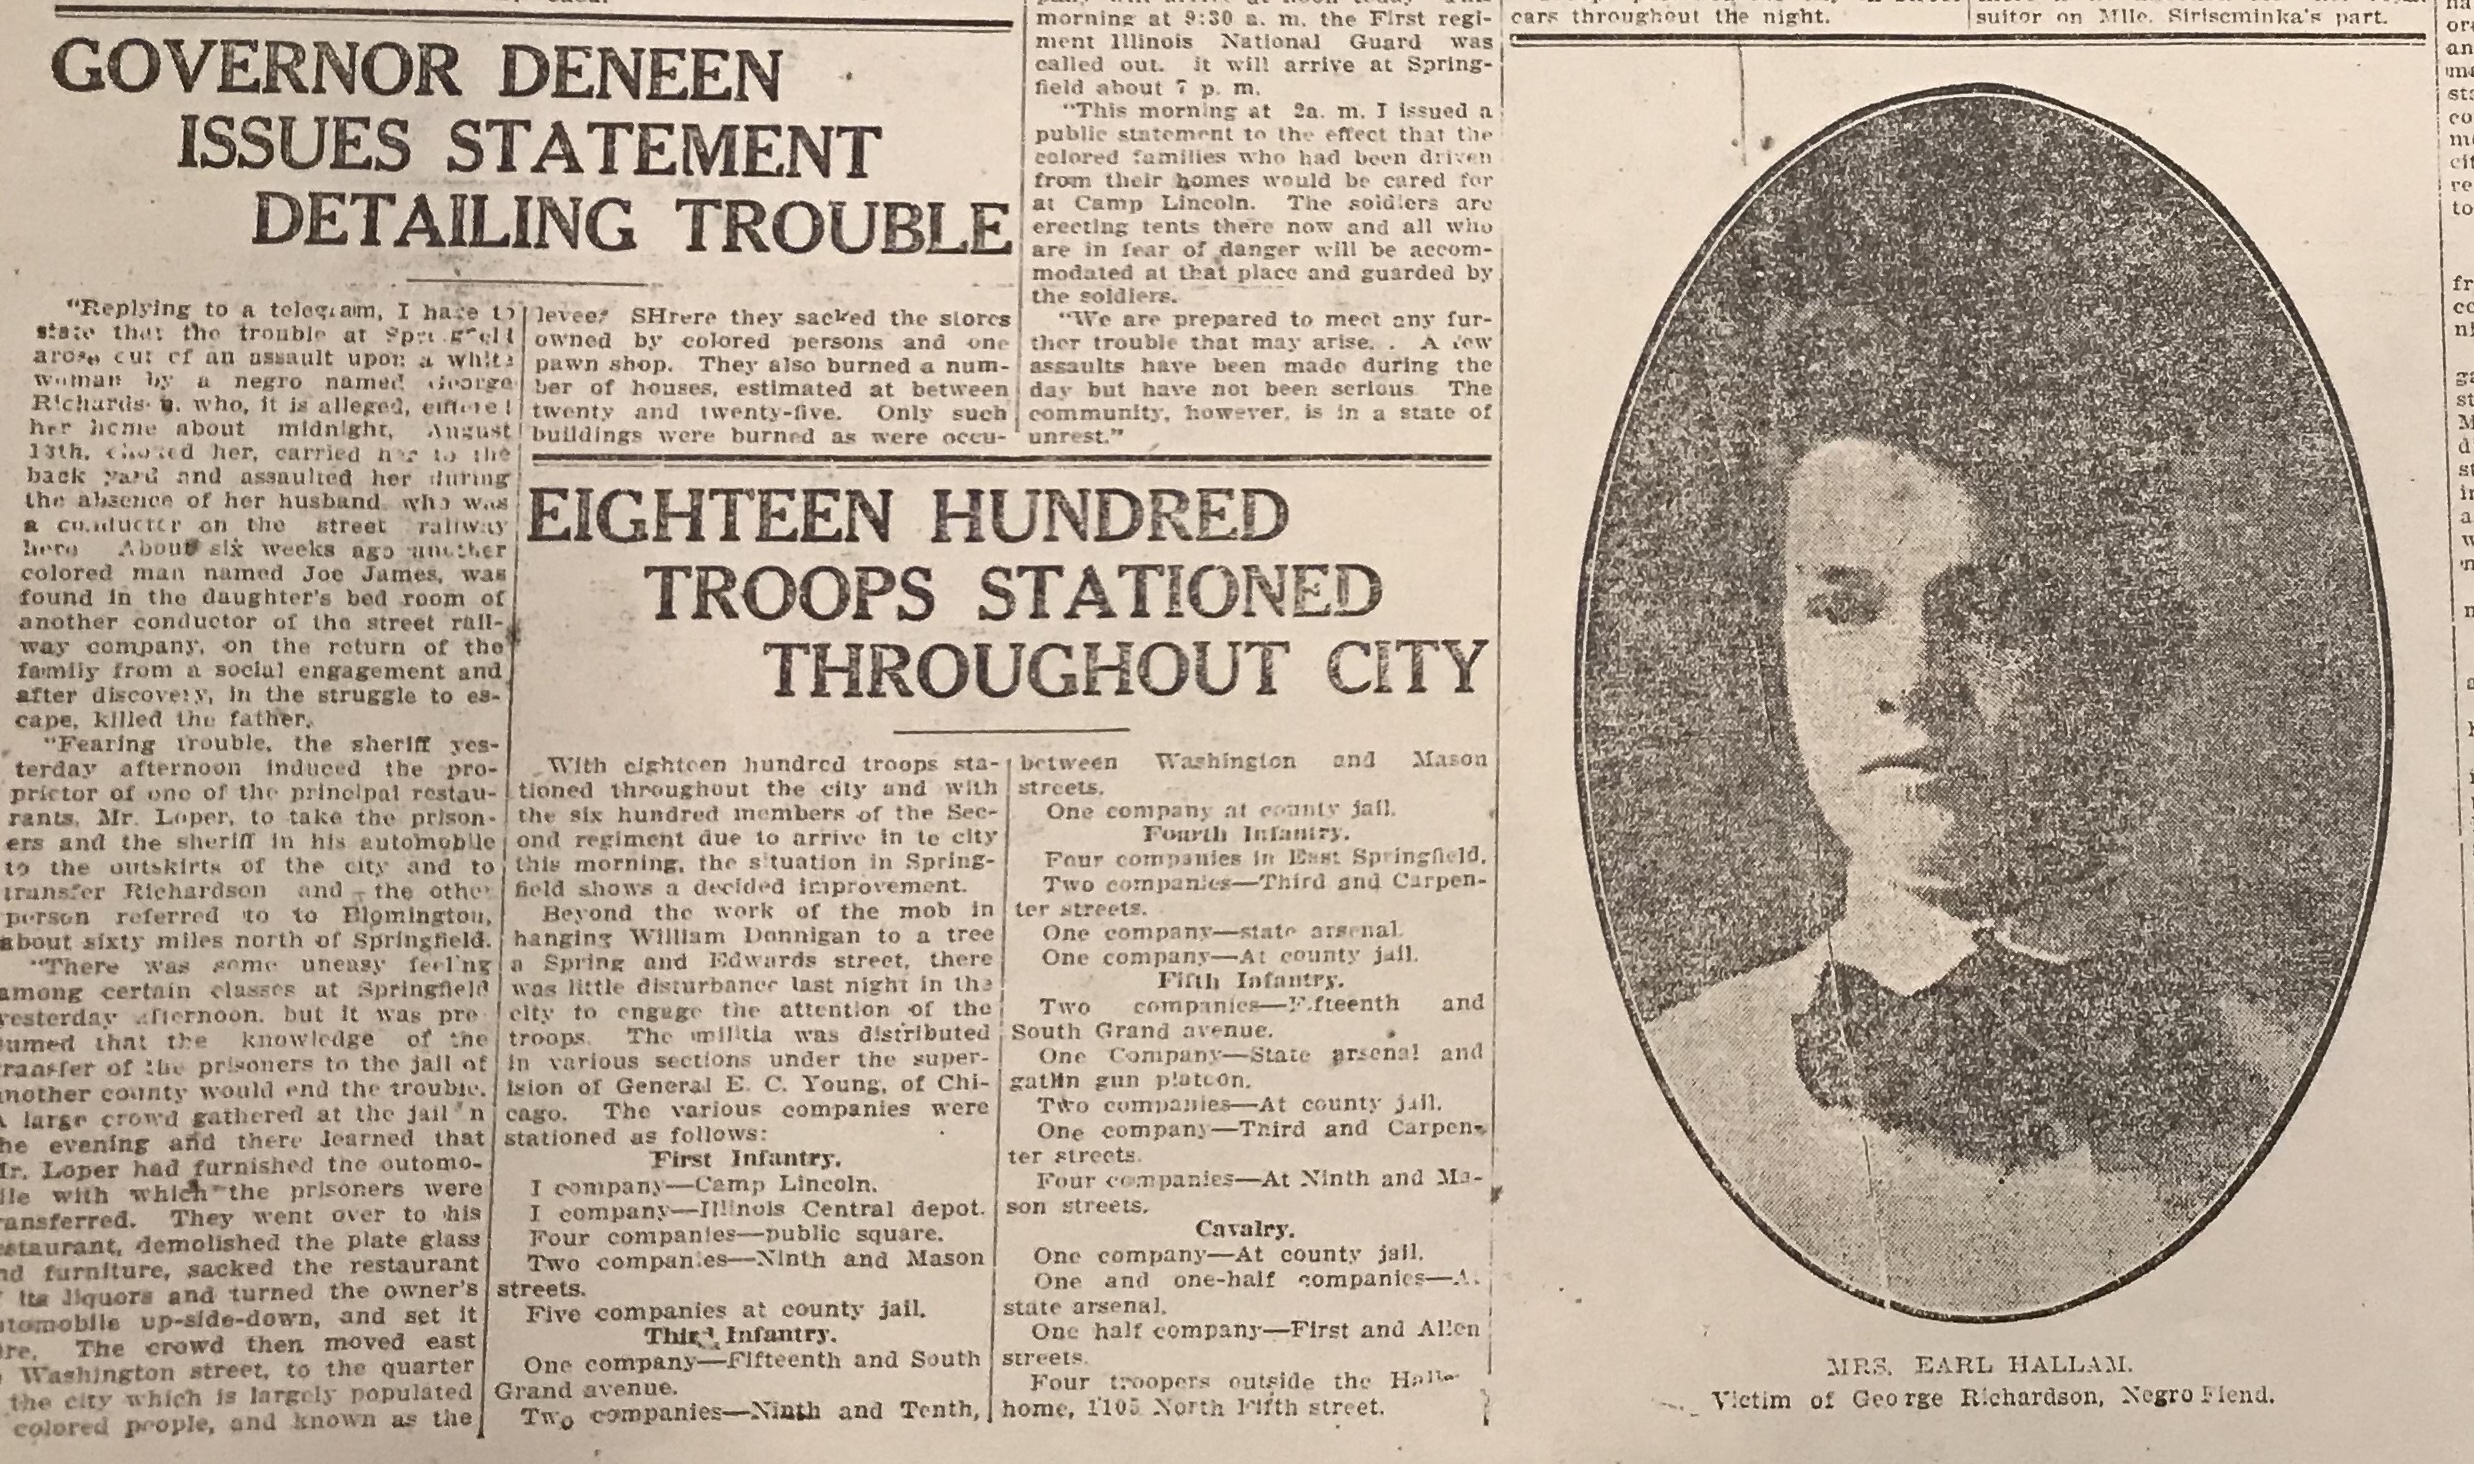 GOVERNOR DENEEN
ISSUES STATEMENT
DETAILING TROUBLE
"Replying to a telegram, I have to
state that the trouble at
arose out of an assault upon a white
woman by a negro named George
who, it is alleged, entered
her home about midnight, August
13th, her, carried her to the
back yard and assaulted her during
the absence of her husband who was
a conductor on the street railway
here About six weeks ago another
colored man named Joe James, was
found in the daughter's bed room of
another conductor of the street rail-
way company, on the return of the
family from a social engagement and
after discovery, in the struggle to es-
cape, killed the father.
"Fearing trouble, the sheriff yes-
terday afternoon induced the pro-
prietor of one of the principal restau-
rants, Mr. Loper, to take the prison-
ers and the sheriff in his automobile
to the outskirts of the city and to
transfer Richardson and the other
person referred to to Blomington,
about sixty miles north of Springfield.
"There was some uneasy feeling
among certain classes at Springfield
yesterday afternoon, but it was pre
umed that the knowledge of the
transfer of the prisoners to the jail of
nother county would end the trouble.
A large crowd gathered at the jail in
he evening and there learned that
Mr. Loper had furnished the outomo-
ile with which the prisoners were
ransferred. They went over to his
estaurant, demolished the plate glass
nd furniture, sacked the restaurant
its liquors and turned the owner's
utomobile up-side-down, and set it
ire. The crowd then moved east
Washington street, to the quarter
the city which is largely populated
colored people, and known as the
levee. SHrere they sacked the stores
owned by colored persons and one
pawn shop. They also burned a num-
ber of houses, estimated at between
twenty and twenty-five. Only such
buildings were burned as were occu-
morning at 9:30 a. m. the First regi-
ment Illinois National Guard was
called out. it will arrive at Spring-
field about 7 p. m.
"This morning at 2a. m. I issued a
public statement to the effect that the
colored families who had been driven
from their homes would be cared for
at Camp Lincoln. The soldiers are
erecting tents there now and all who
are in fear of danger will be accom-
modated at that place and guarded by
the soldiers.
"We are prepared to meet any fur-
ther trouble that may arise. . A few
assaults have been made during the
day but have not been serious The
community, however, is in a state of
unrest."
EIGHTEEN HUNDRED
TROOPS STATIONED
THROUGHOUT CITY
With eighteen hundred troops sta-
tioned throughout the city and with
the six hundred members of the Sec-
ond regiment due to arrive in te city
this morning, the situation in Spring-
field shows a decided improvement.
Beyond the work of the mob in
hanging William Donnigan to a tree
a Spring and Edwards street, there
was little disturbance last night in the
city to engage the attention of the
troops. The militia was distributed
in various sections under the super-
ision of General E. C. Young, of Chi-
cago. The various companies were
stationed as follows:
First Infantry.
I company—Camp Lincoln.
I company—Illinois Central depot.
Four companies—public square.
Two companies—Ninth and Mason
streets.
Five companies at county jail.
Third Infantry.
One company—Fifteenth and South
Grand avenue.
Two companies—Ninth and Tenth,
between Washington and Mason
streets.
One company at county jail.
Fourth Infantry.
Four companies in East Springfield.
Two companies—Third and Carpen-
ter streets.
One company—state arsenal.
One company—At county jail.
Fifth Infantry.
Two companies—Fifteenth and
South Grand avenue.
One Company—State arsenal and
gatlin gun platoon.
Two companies—At county jail.
One company—Third and Carpen-
ter streets.
Four companies—At Ninth and Ma-
son streets.
Cavalry.
One company—At county jail.
One and one-half companies—
state arsenal.
One half company—First and Allen
streets.
Four troopers outside the
home, 1105 North Fifth street.
cars throughout the night.
suitor on Mlle. Siriseminka's part.
MRS. EARL HALLAM.
Victim of George Richardson, Negro Fiend.